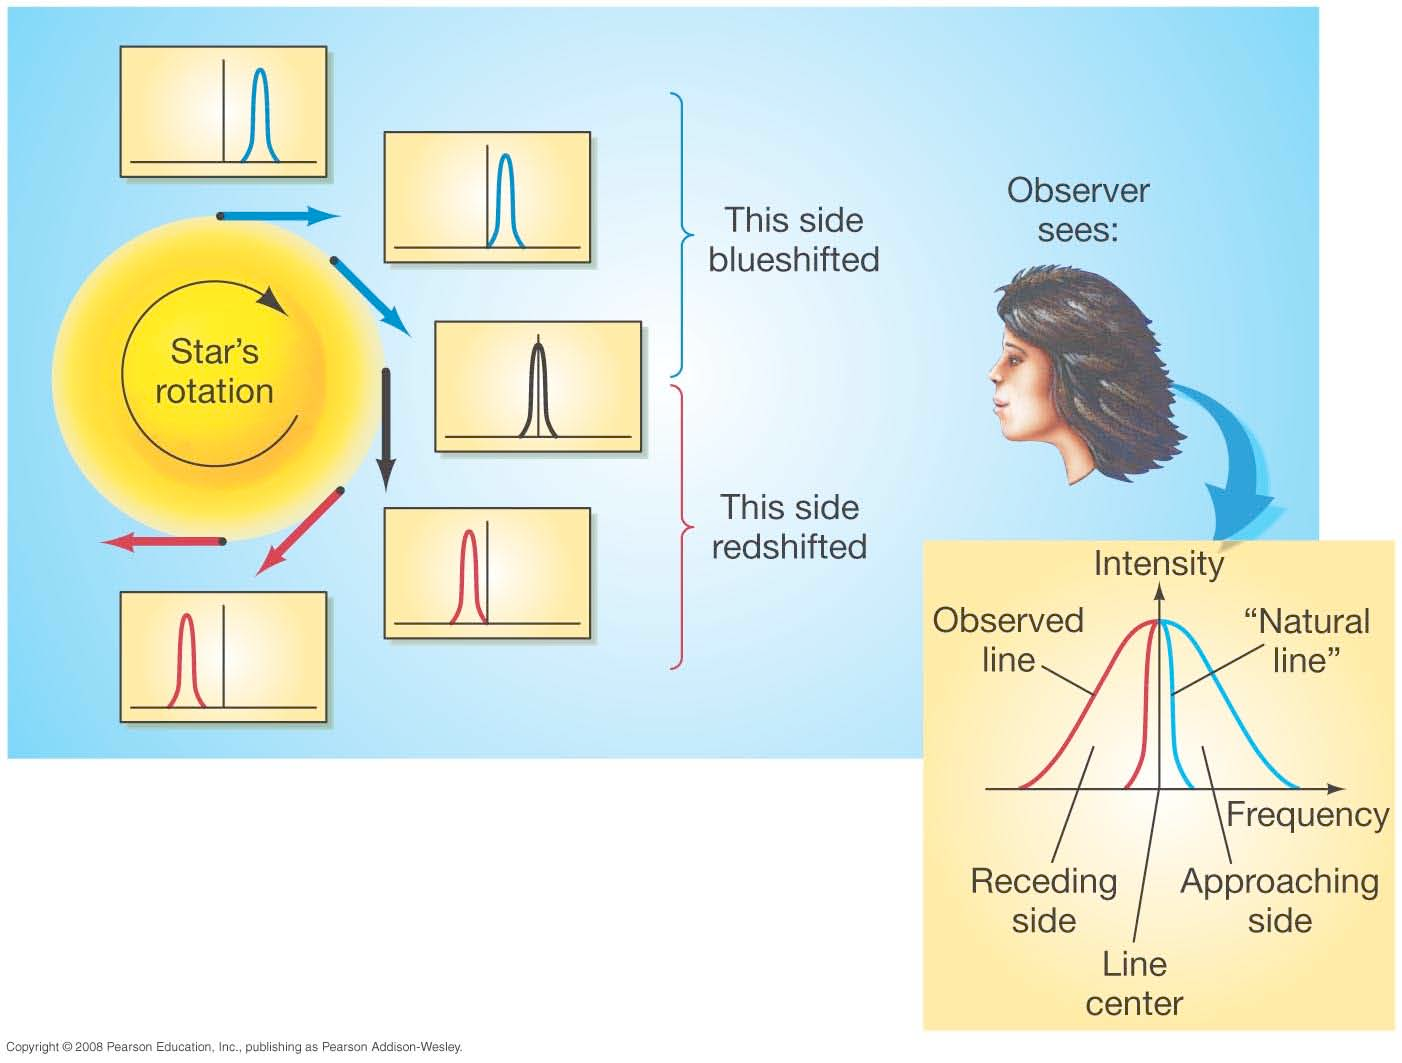 Star’s
rotation
This side
blueshifted
This side
redshifted
Observer
sees:
Intensity
Observed
line
“Natural
line”
Frequency
Receding
side
Approaching
side
Line
center
Copyright © 2008 Pearson Education, Inc., publishing as Pearson Addison-Wesley.